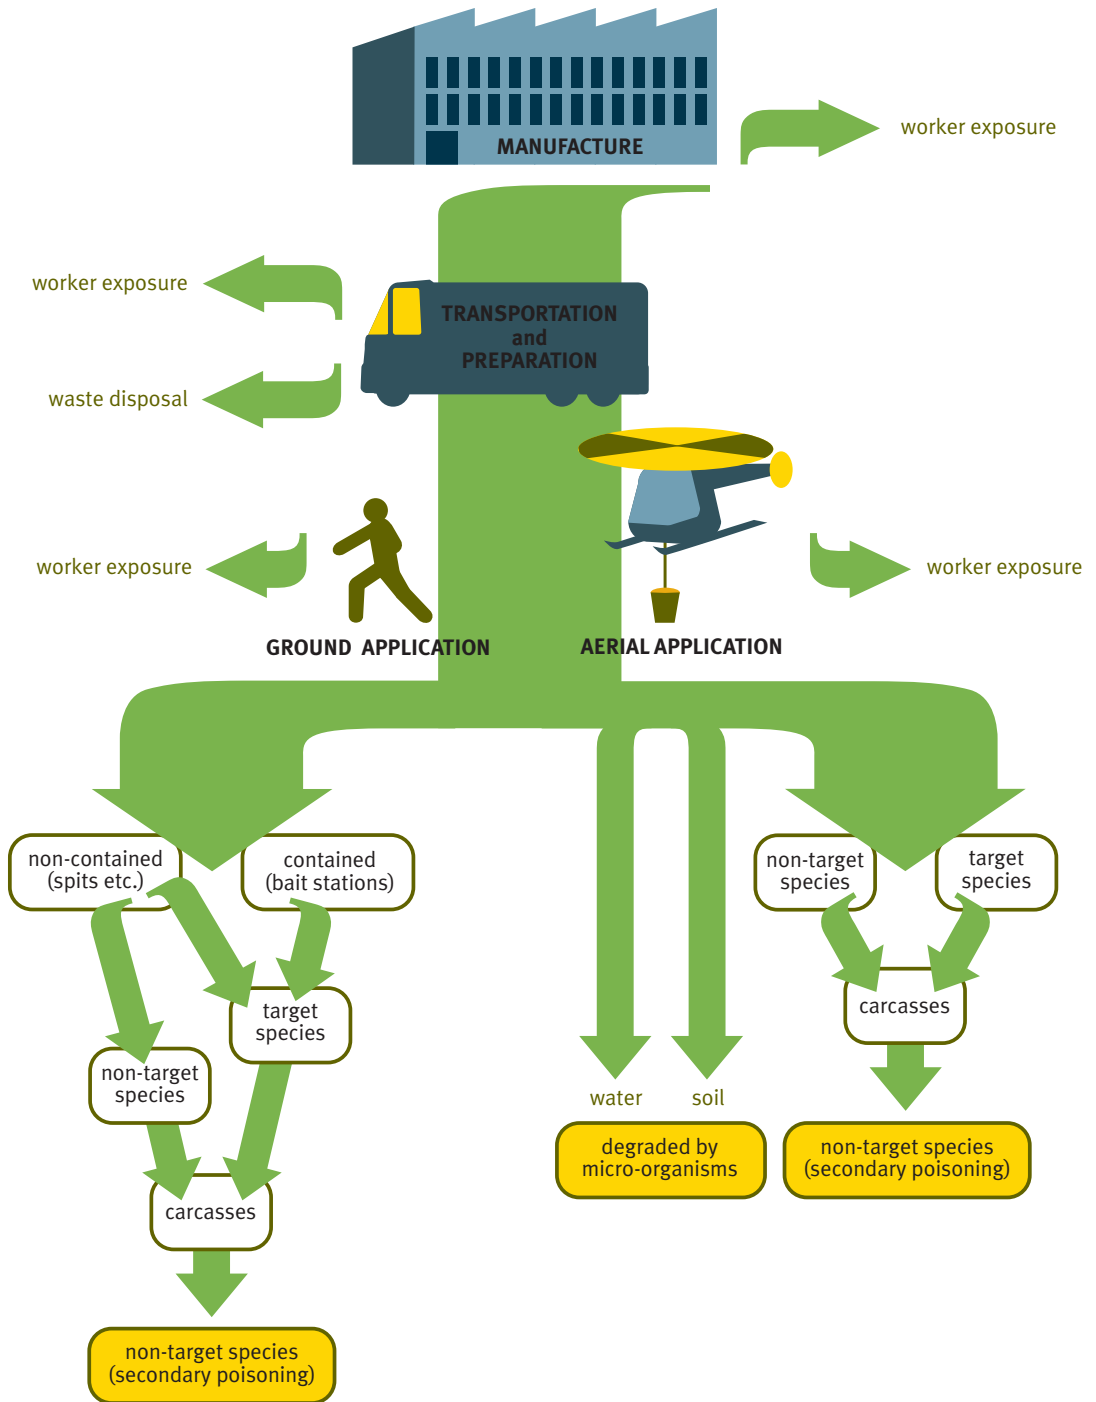 MANUFACTURE
worker exposure
worker exposure
TRANSPORTATION
and
PREPARATION
waste disposal
worker exposure
worker exposure
GROUND APPLICATION
AERIAL APPLICATION
non-contained
(spits etc.)
contained
(bait stations)
non-target
species
target
species
target
species
carcasses
non-target
species
water
soil
degraded by
micro-organisms
non-target species
(secondary poisoning)
carcasses
non-target species
(secondary poisoning)